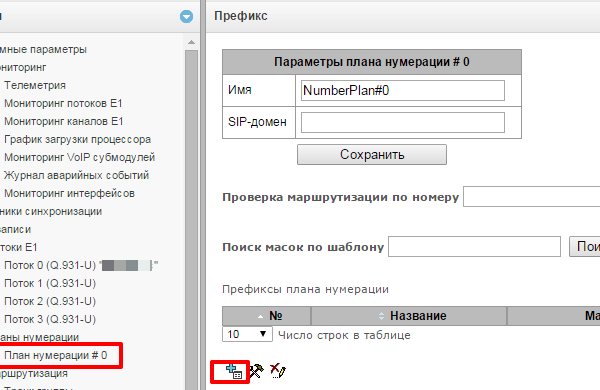 Префикс
мные параметры
Телеметрия
Мониторинг потоков E1
Мониторинг каналов E1
График загрузки процессора
Мониторинг VoIP субмодулей
Журнал аварийных событий
Мониторинг интерфейсов
ники синхронизации
записи
токи E1
Поток 0 (Q.931-U) "
Поток 1 (Q.931-U)
Поток 2 (Q.931-U)
Поток 3 (Q.931-U)
аны нумерации
План нумерации # 0
аршрутизация
Параметры плана нумерации # 0
Имя NumberPlan#0
SIP-домен
Сохранить
Проверка маршрутизации по номеру
Поиск масок по шаблону Пои
Префиксы плана нумерации
№ Название Ма
10 Число строк в таблице